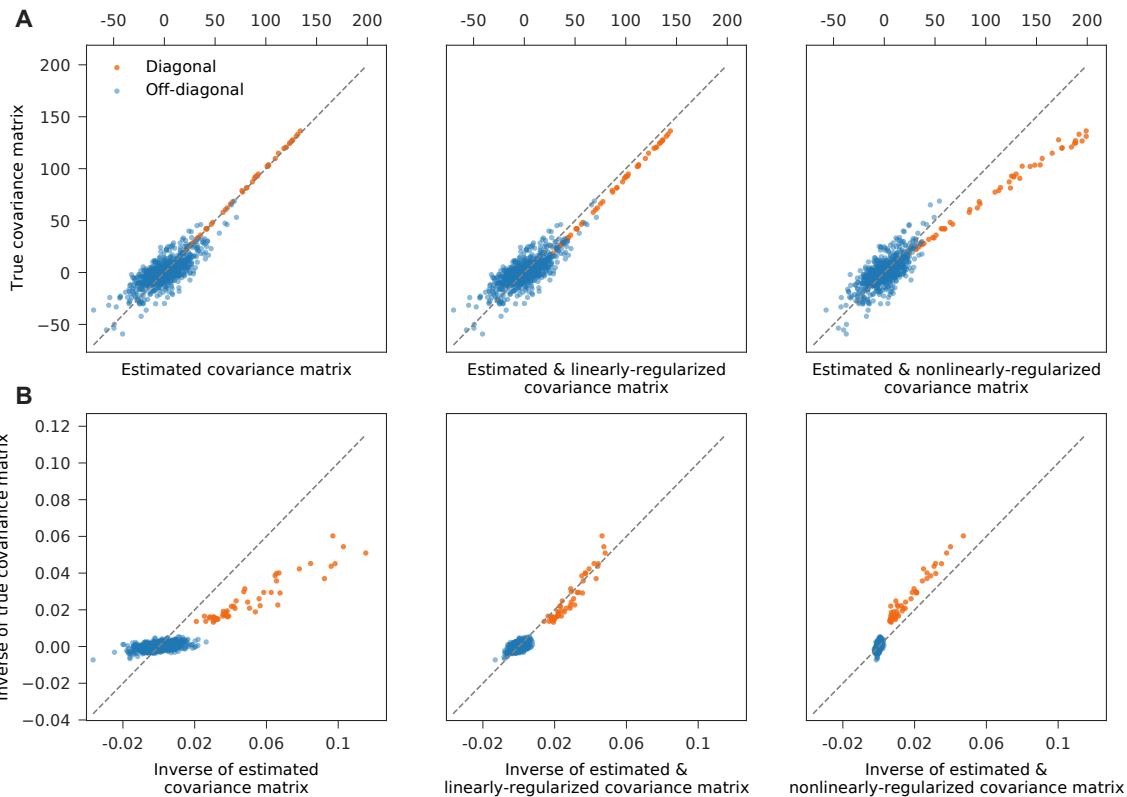 A
-50 0 50 100 150 200
-50 0 50 100 150 200
-50 0 50 100 150 200
True covariance matrix
200
150
100
50
0
−50
Diagonal
Off-diagonal
Estimated covariance matrix
Estimated & linearly-regularized
covariance matrix
Estimated & nonlinearly-regularized
covariance matrix
B
Inverse of true covariance matrix
0.12
0.10
0.08
0.06
0.04
0.02
0.00
−0.02
−0.04
-0.02 0.02 0.06 0.1
-0.02 0.02 0.06 0.1
-0.02 0.02 0.06 0.1
Inverse of estimated
covariance matrix
Inverse of estimated &
linearly-regularized covariance matrix
Inverse of estimated &
nonlinearly-regularized covariance matrix